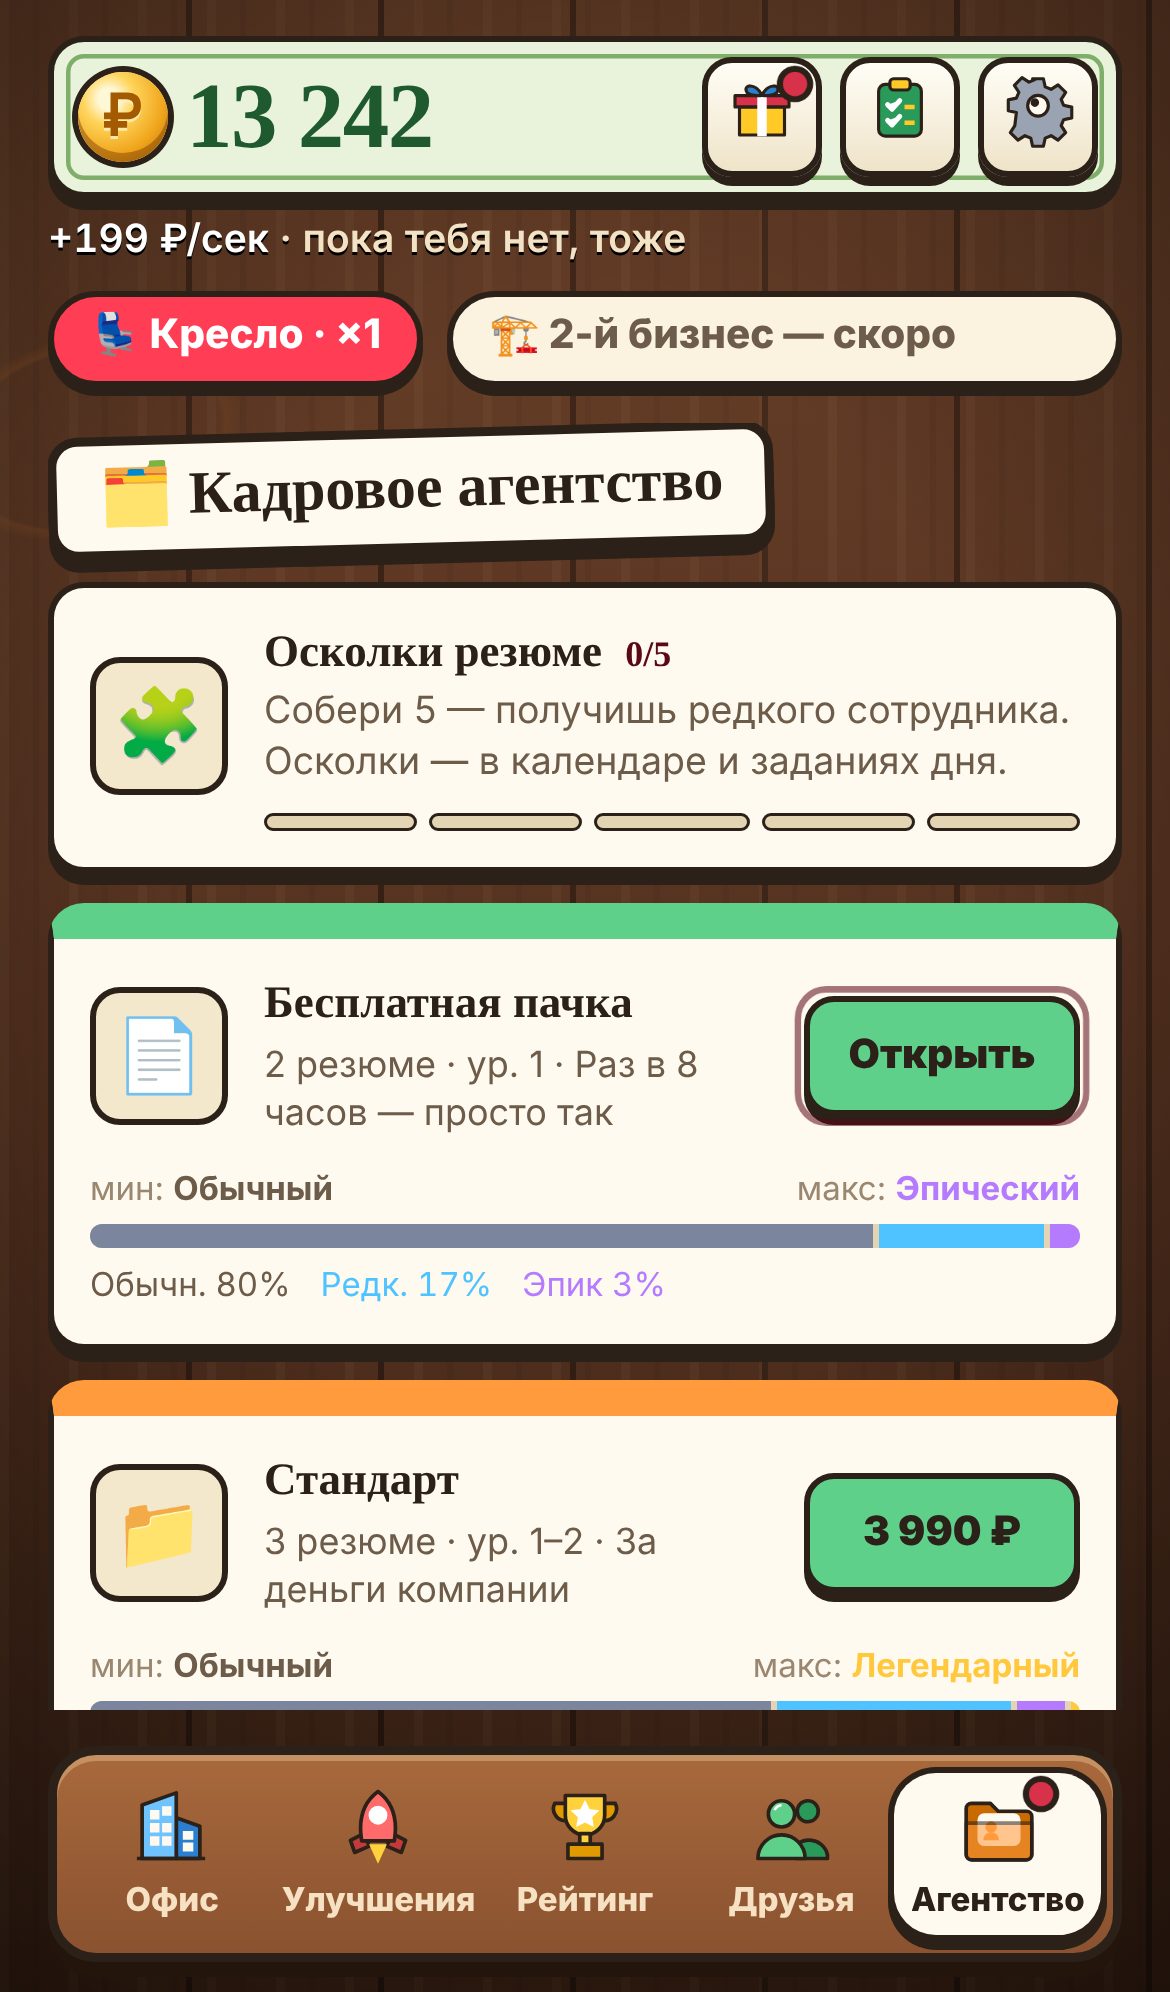 ₽ 13 242
+199 ₽/сек · пока тебя нет, тоже
Кресло · ×1
2-й бизнес — скоро
Кадровое агентство
Осколки резюме 0/5
Собери 5 — получишь редкого сотрудника.
Осколки — в календаре и заданиях дня.
Бесплатная пачка
2 резюме · ур. 1 · Раз в 8
часов — просто так
Открыть
мин: Обычный
макс: Эпический
Обычн. 80% Редк. 17% Эпик 3%
Стандарт
3 резюме · ур. 1–2 · За
деньги компании
3 990 ₽
мин: Обычный
макс: Легендарный
Офис
Улучшения
Рейтинг
Друзья
Агентство